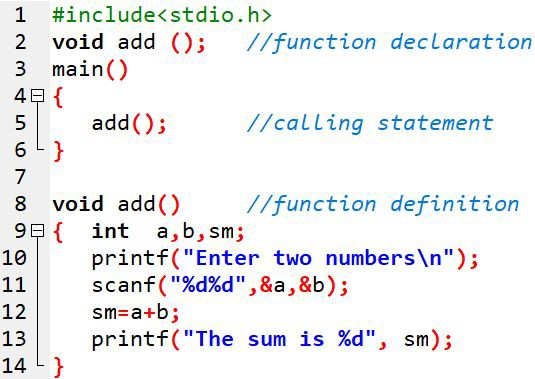 1 #include<stdio.h>
2 void add (); //function declaration
3 main()
4 {
5 add(); //calling statement
6 }
7
8 void add() //function definition
9 { int a,b,sm;
10 printf("Enter two numbers\n");
11 scanf("%d%d",&a,&b);
12 sm=a+b;
13 printf("The sum is %d", sm);
14 }